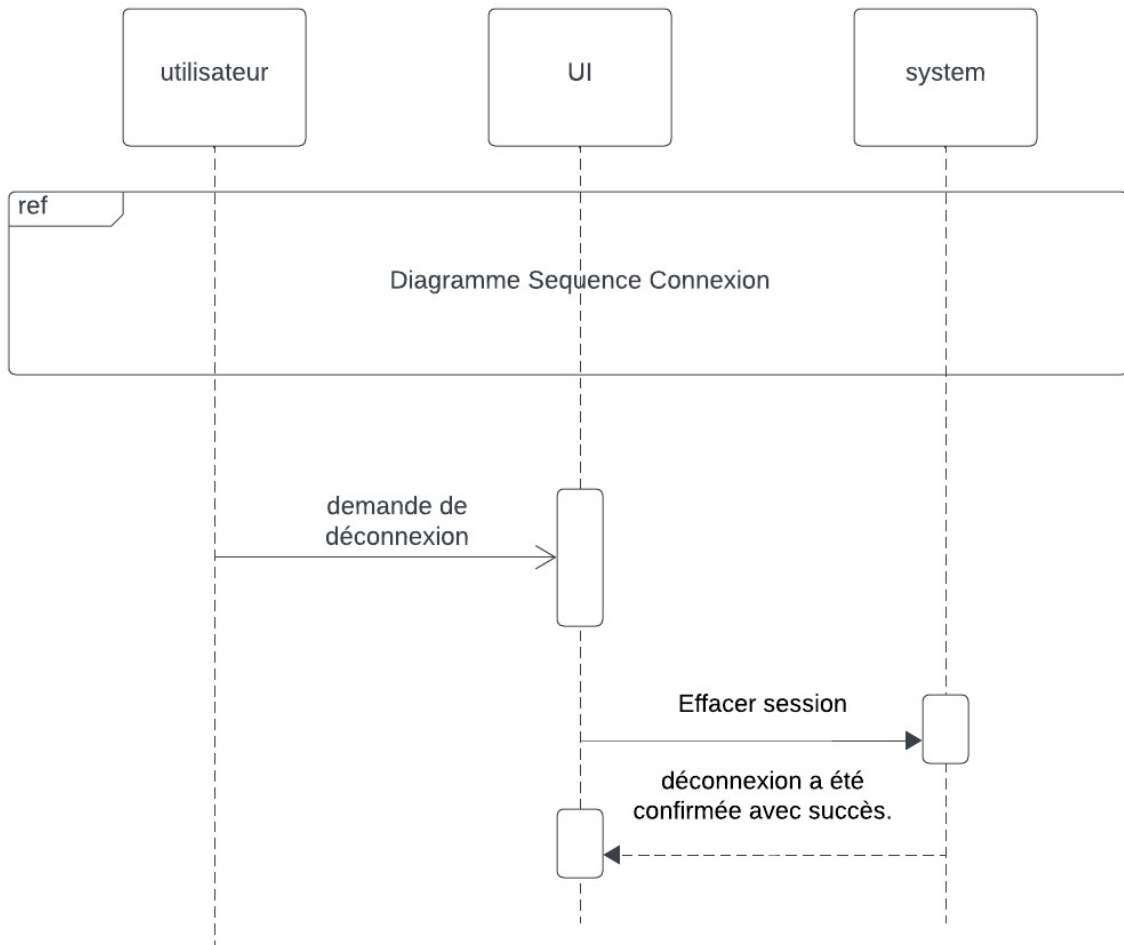 utilisateur
UI
system
ref
Diagramme Sequence Connexion
demande de
déconnexion
Effacer session
déconnexion a été
confirmée avec succès.